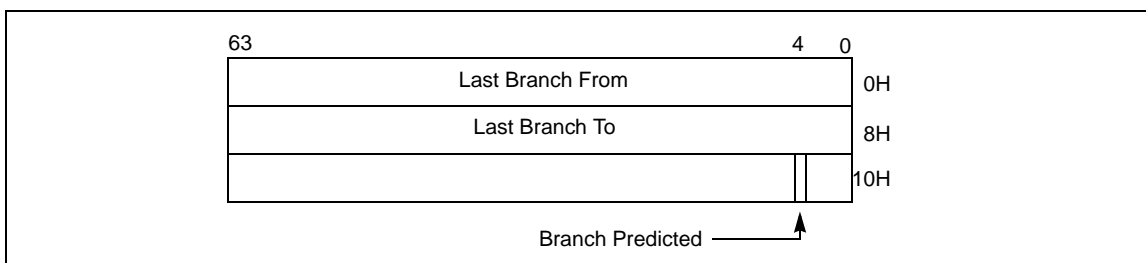 63 4 0
Last Branch From 0H
Last Branch To 8H
10H
Branch Predicted